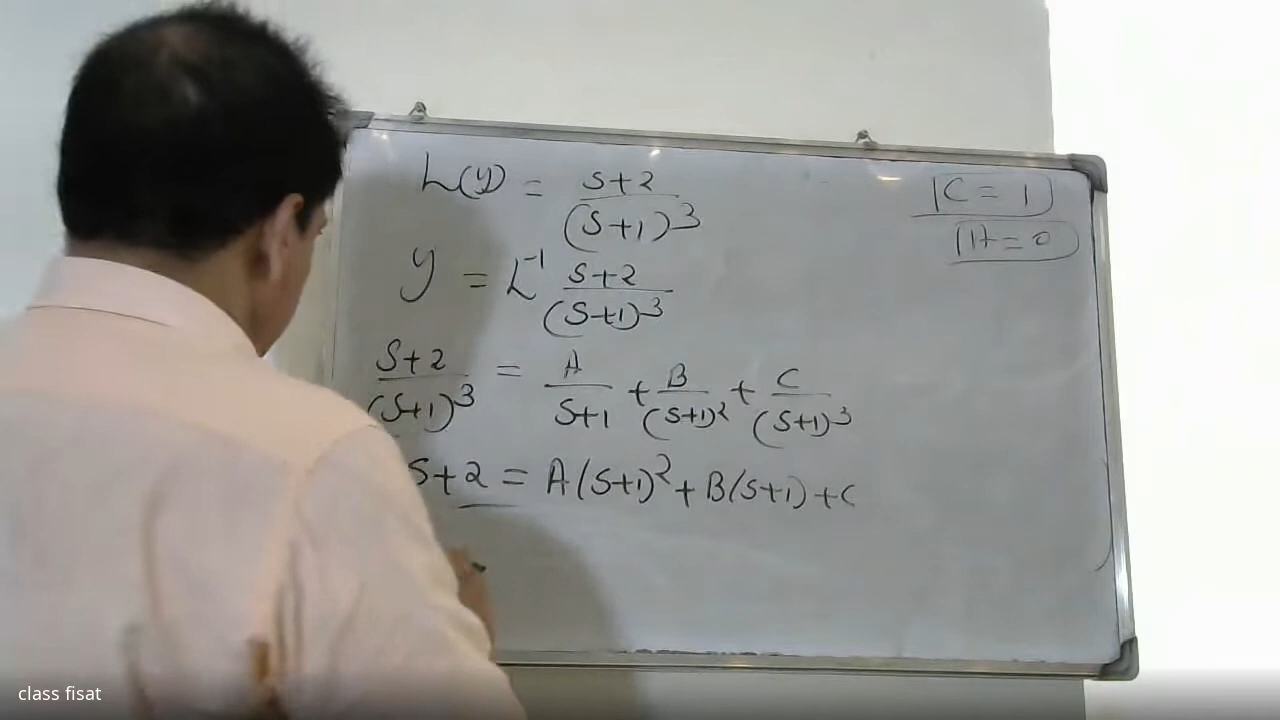 L(y) = s+2 / (s+1)^3
y = L^-1 s+2 / (s+1)^3
s+2 / (s+1)^3 = A / s+1 + B / (s+1)^2 + C / (s+1)^3
s+2 = A(s+1)^2 + B(s+1) + C
C = 1
A = 0
class fisat